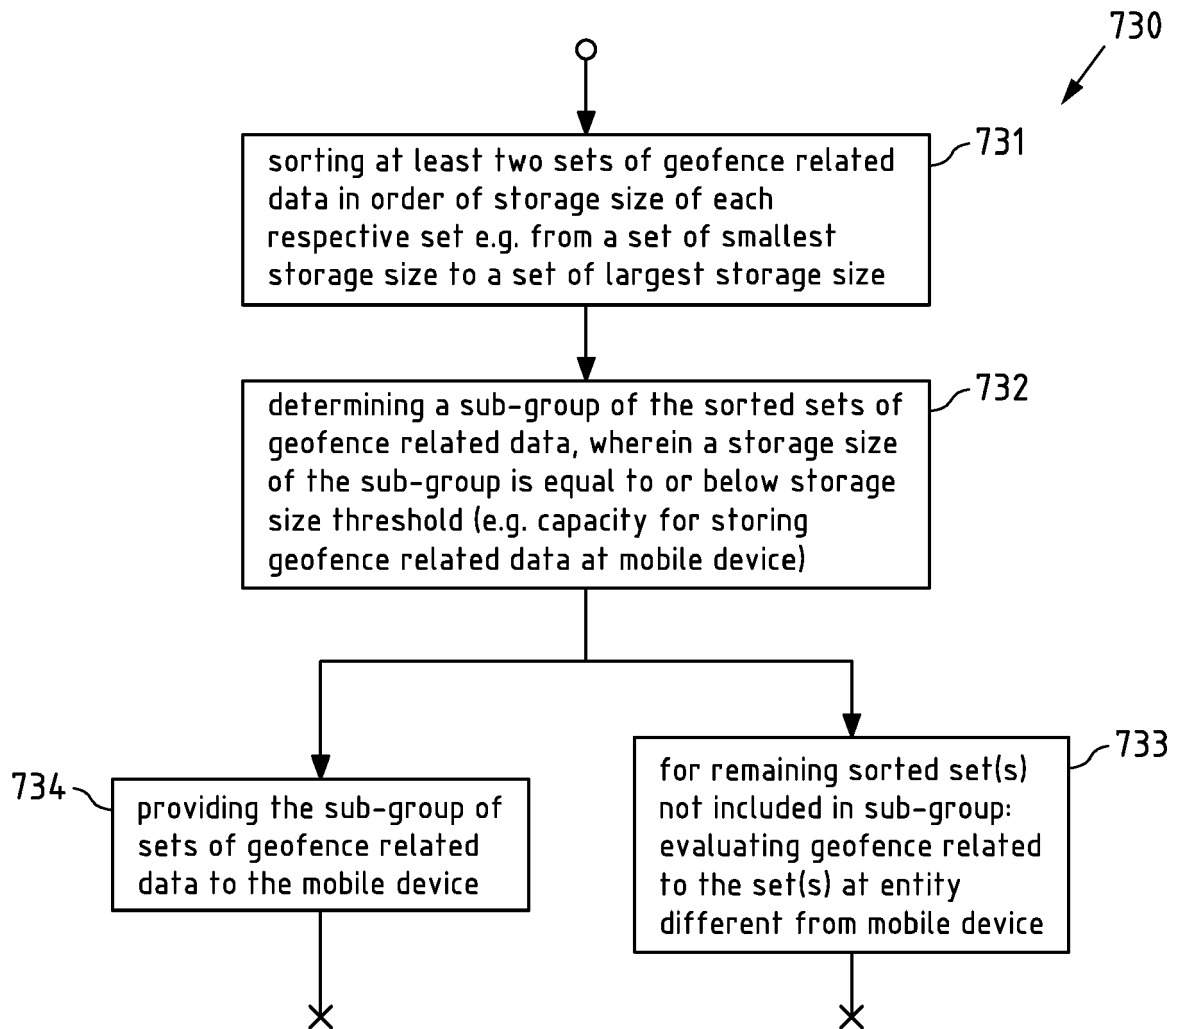 730
731
sorting at least two sets of geofence related
data in order of storage size of each
respective set e.g. from a set of smallest
storage size to a set of largest storage size
732
determining a sub-group of the sorted sets of
geofence related data, wherein a storage size
of the sub-group is equal to or below storage
size threshold (e.g. capacity for storing
geofence related data at mobile device)
734
providing the sub-group of
sets of geofence related
data to the mobile device
733
for remaining sorted set(s)
not included in sub-group:
evaluating geofence related
to the set(s) at entity
different from mobile device